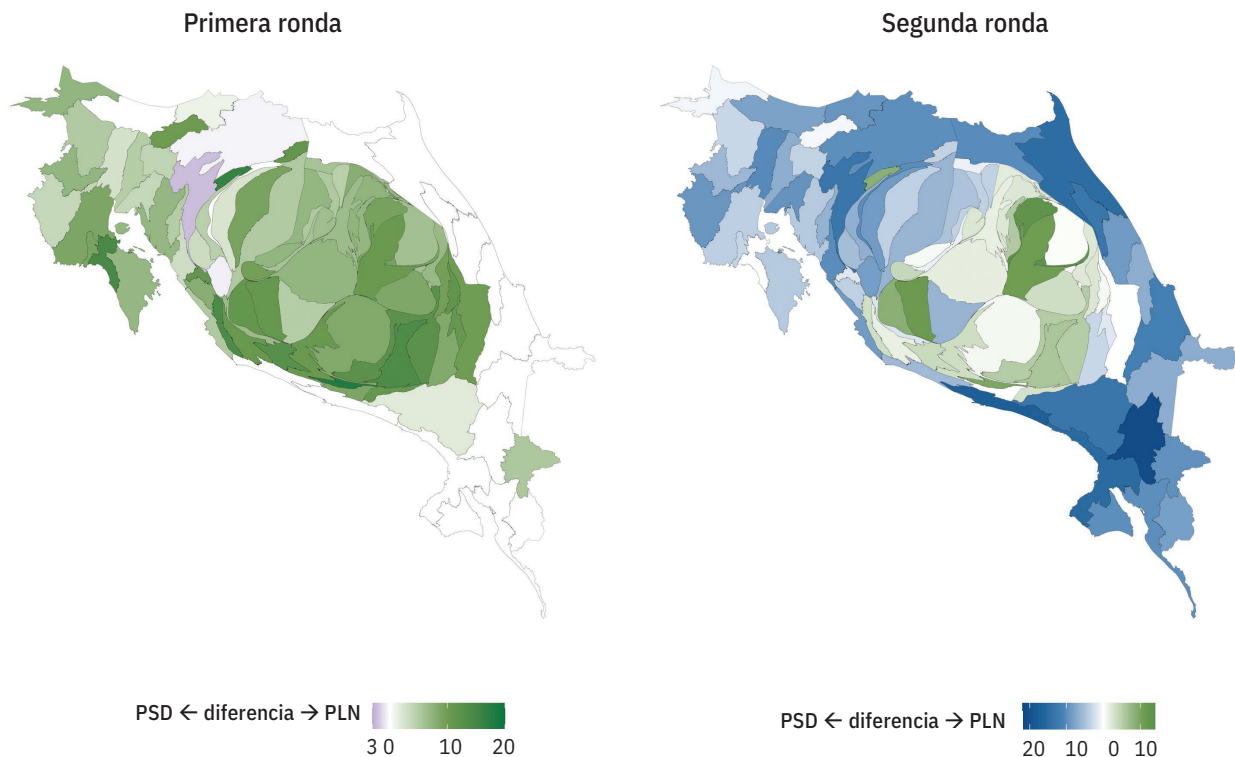 Primera ronda
Segunda ronda
PSD ← diferencia → PLN
3 0 10 20
PSD ← diferencia → PLN
20 10 0 10